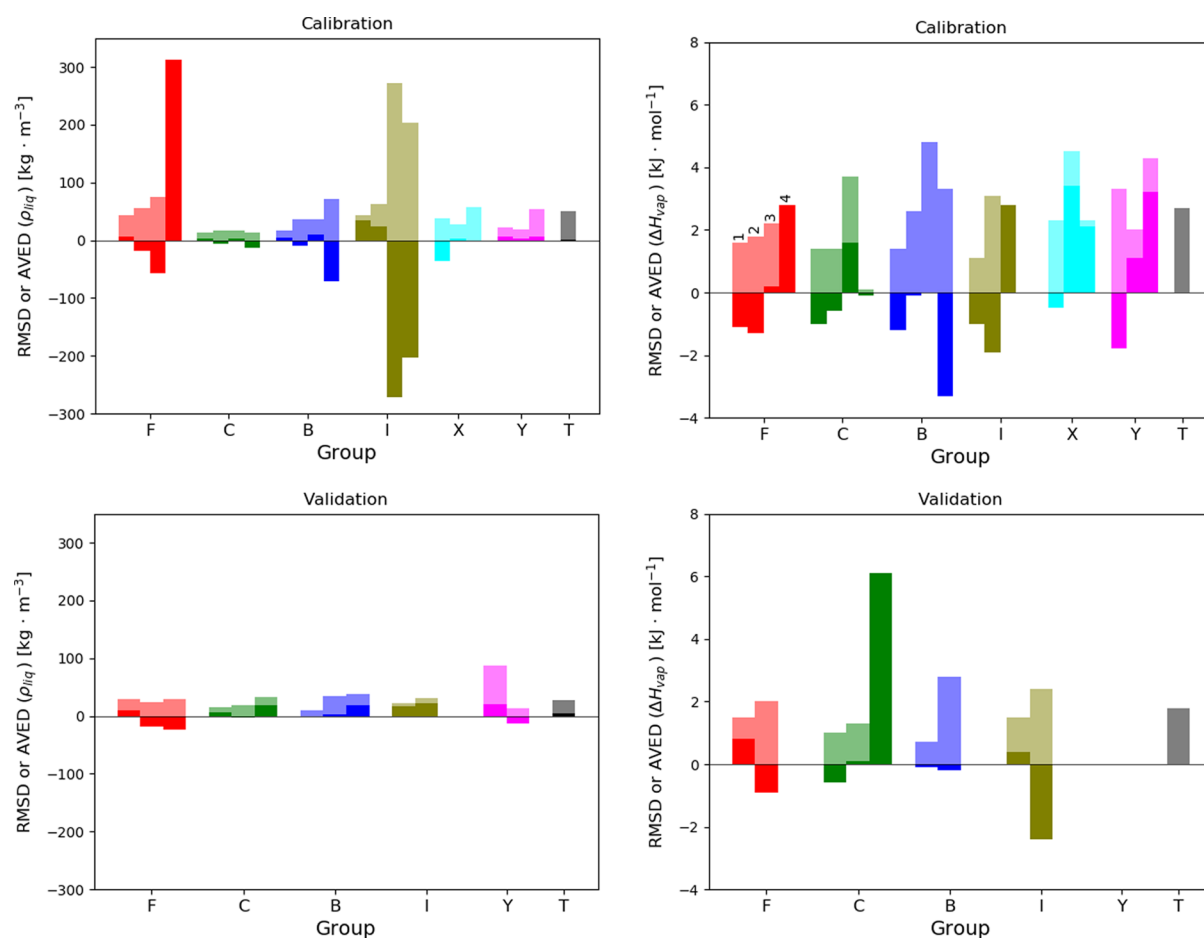 Calibration
RMSD or AVED (ρliq) [kg · m⁻³]
300
200
100
0
−100
−200
−300
F C B I X Y T
Group
Calibration
RMSD or AVED (ΔHvap) [kJ · mol⁻¹]
8
6
4
2
0
−2
−4
1 2 3 4
F C B I X Y T
Group
Validation
RMSD or AVED (ρliq) [kg · m⁻³]
300
200
100
0
−100
−200
−300
F C B I Y T
Group
Validation
RMSD or AVED (ΔHvap) [kJ · mol⁻¹]
8
6
4
2
0
−2
−4
F C B I Y T
Group